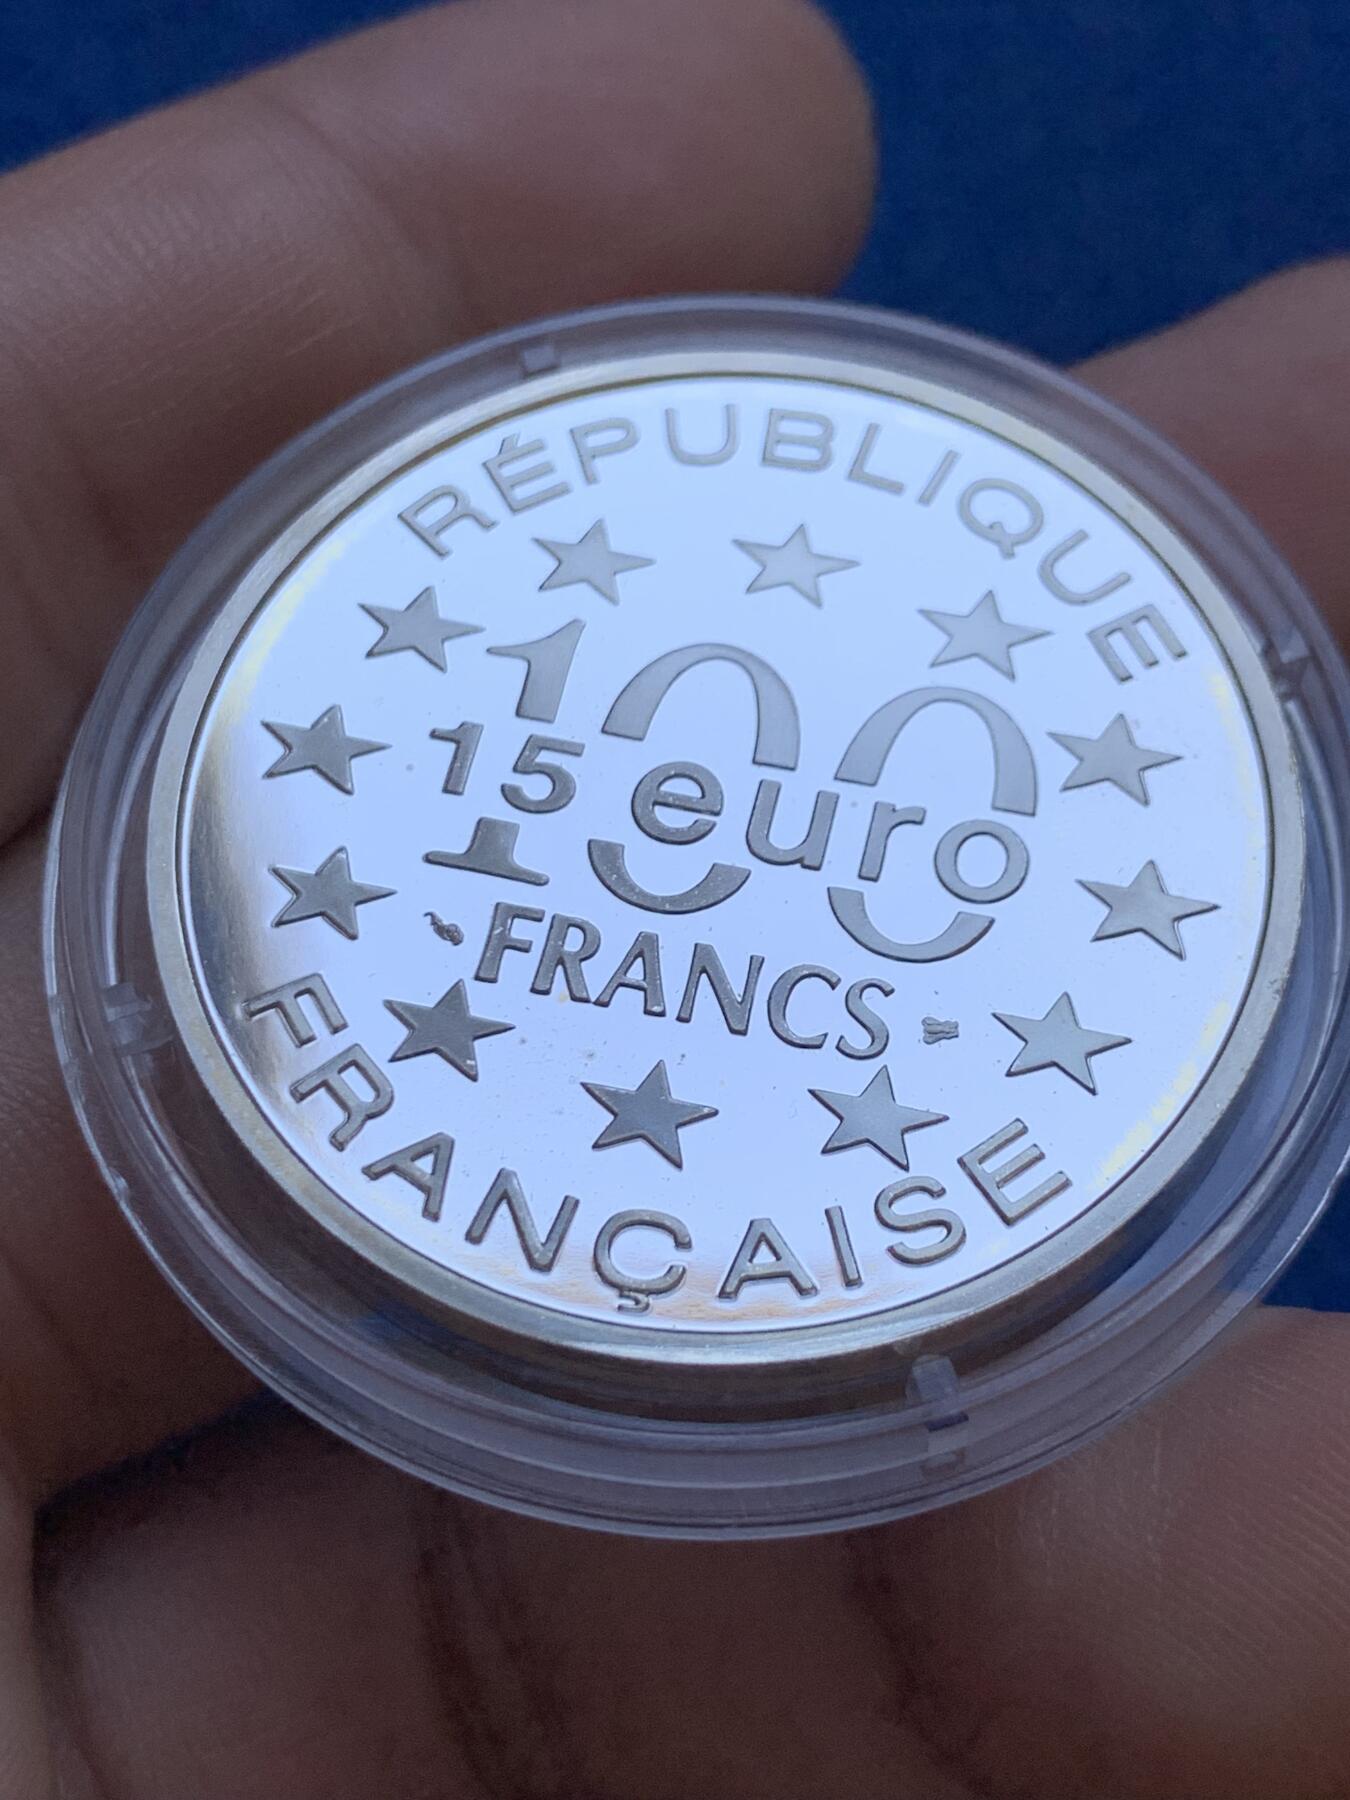 RÉPUBLIQUE
100
15 euro
FRANCS
FRANÇAISE